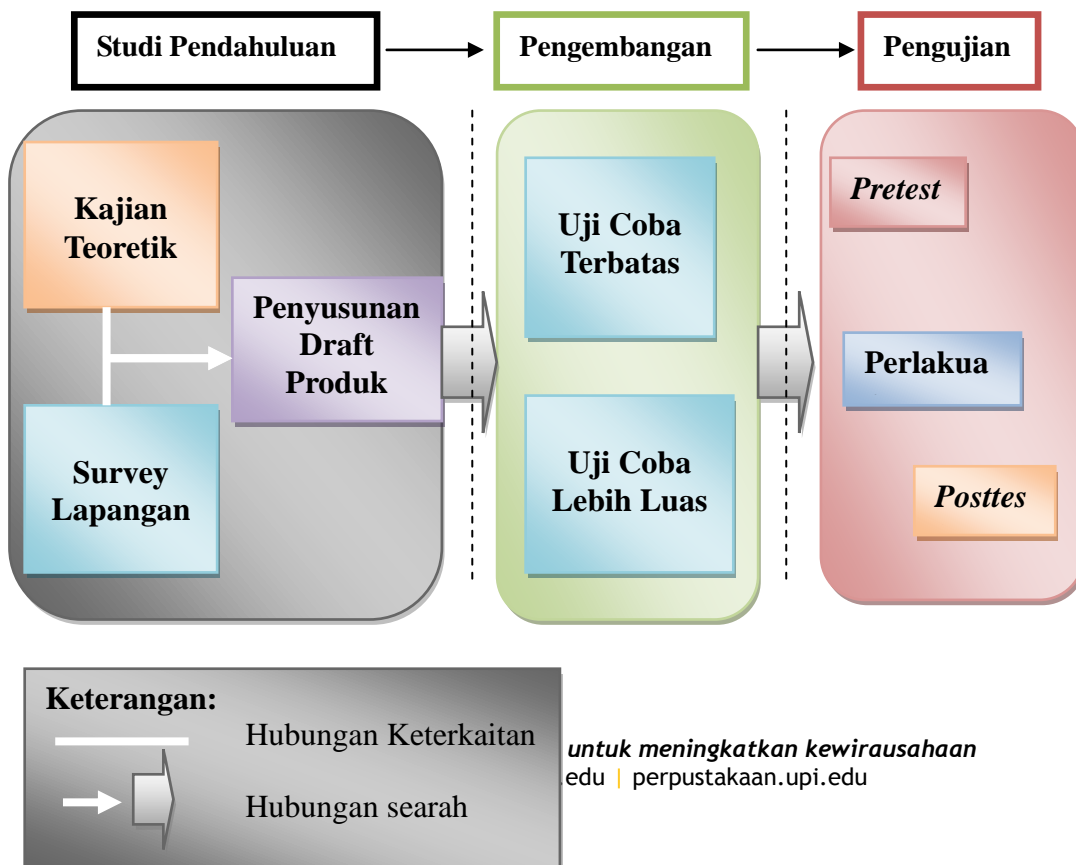 Studi Pendahuluan
Pengembangan
Pengujian
Kajian
Teoretik
Survey
Lapangan
Penyusunan
Draft
Produk
Uji Coba
Terbatas
Uji Coba
Lebih Luas
Pretest
Perlakua
Posttes
Keterangan:
Hubungan Keterkaitan
Hubungan searah
untuk meningkatkan kewirausahaan
.edu | perpustakaan.upi.edu